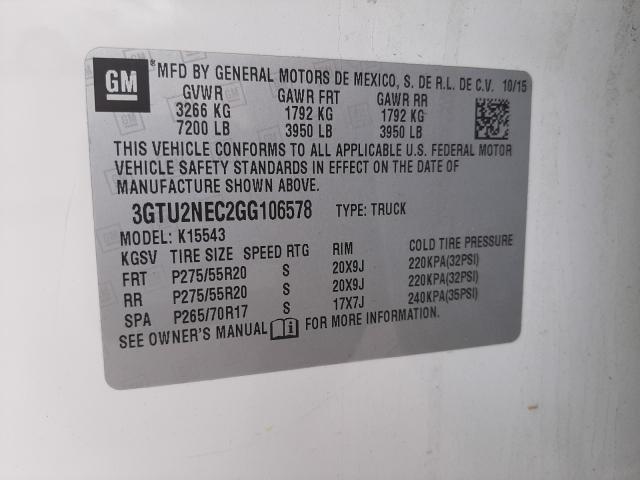 GM ®MFD BY GENERAL MOTORS DE MEXICO, S. DE R.L. DE C.V. 10/15
GVWR GAWR FRT GAWR RR
3266 KG 1792 KG 1792 KG
7200 LB 3950 LB 3950 LB
THIS VEHICLE CONFORMS TO ALL APPLICABLE U.S. FEDERAL MOTOR
VEHICLE SAFETY STANDARDS IN EFFECT ON THE DATE OF
MANUFACTURE SHOWN ABOVE.
3GTU2NEC2GG106578 TYPE: TRUCK
MODEL: K15543
KGSV TIRE SIZE SPEED RTG RIM COLD TIRE PRESSURE
FRT P275/55R20 S 20X9J 220KPA(32PSI)
RR P275/55R20 S 20X9J 220KPA(32PSI)
SPA P265/70R17 S 17X7J 240KPA(35PSI)
SEE OWNER'S MANUAL FOR MORE INFORMATION.